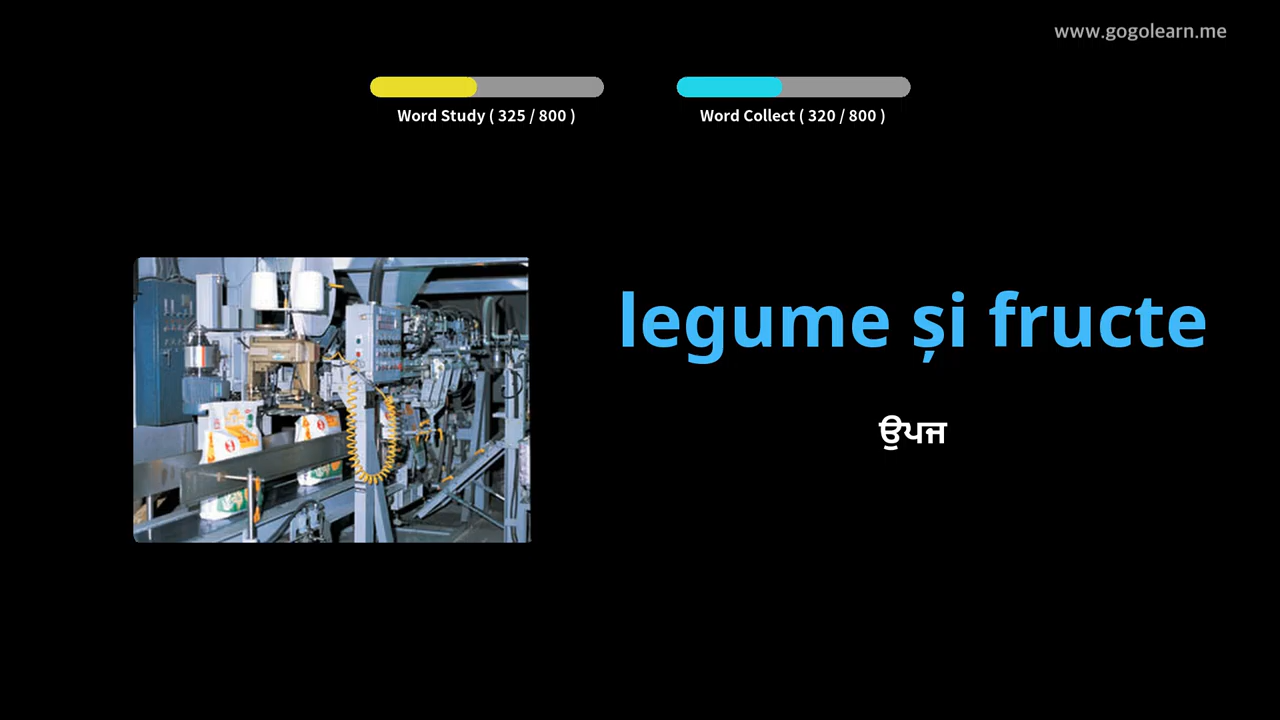 www.gogolearn.me
Word Study ( 325 / 800 )
Word Collect ( 320 / 800 )
legume și fructe
ਉਪਜ